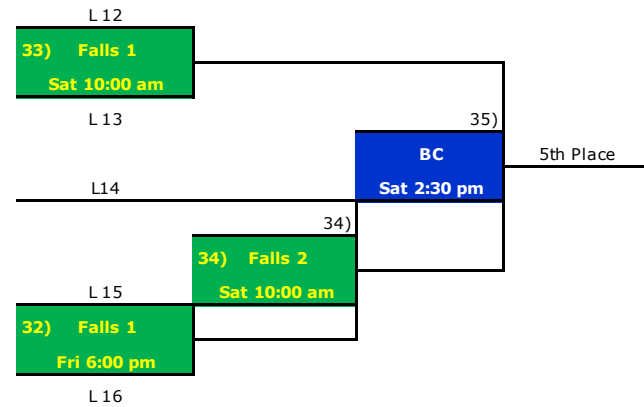 L 12
33) Falls 1
Sat 10:00 am
L 13
35)
BC
5th Place
L14
Sat 2:30 pm
34)
34) Falls 2
L 15
Sat 10:00 am
32) Falls 1
Fri 6:00 pm
L 16